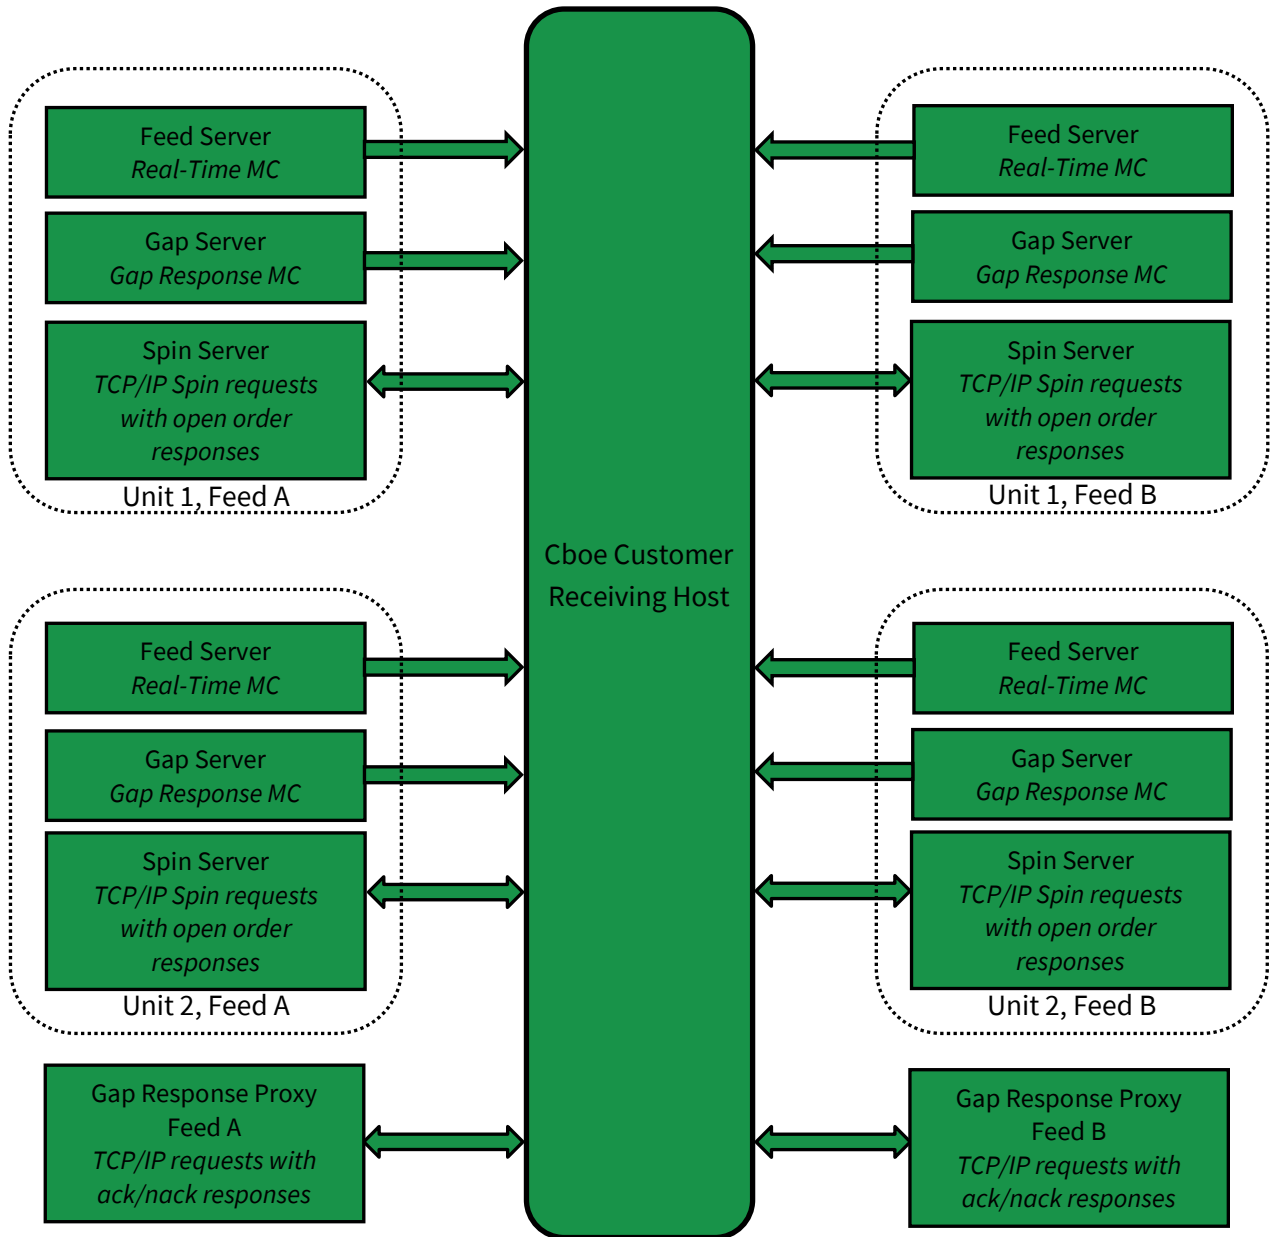 Feed Server
Real-Time MC
Gap Server
Gap Response MC
Spin Server
TCP/IP Spin requests
with open order
responses
Unit 1, Feed A
Feed Server
Real-Time MC
Gap Server
Gap Response MC
Spin Server
TCP/IP Spin requests
with open order
responses
Unit 1, Feed B
Cboe Customer
Receiving Host
Feed Server
Real-Time MC
Gap Server
Gap Response MC
Spin Server
TCP/IP Spin requests
with open order
responses
Unit 2, Feed A
Feed Server
Real-Time MC
Gap Server
Gap Response MC
Spin Server
TCP/IP Spin requests
with open order
responses
Unit 2, Feed B
Gap Response Proxy
Feed A
TCP/IP requests with
ack/nack responses
Gap Response Proxy
Feed B
TCP/IP requests with
ack/nack responses